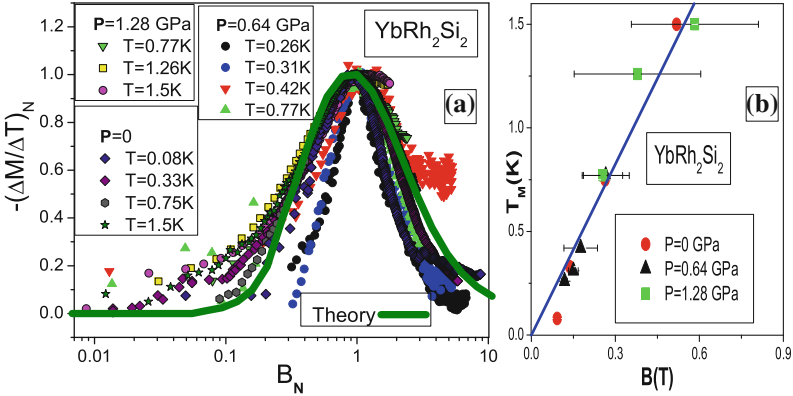 P=1.28 GPa
T=0.77K
T=1.26K
T=1.5K
P=0.64 GPa
T=0.26K
T=0.31K
T=0.42K
T=0.77K
P=0
T=0.08K
T=0.33K
T=0.75K
T=1.5K
YbRh2Si2
(a)
Theory
-(ΔM/ΔT)N
1.0
0.8
0.6
0.4
0.2
0.0
0.01
0.1
1
10
BN
YbRh2Si2
(b)
P=0 GPa
P=0.64 GPa
P=1.28 GPa
TM(K)
1.5
1.5
0.5
0.0
0.0
0.3
0.6
0.9
B(T)